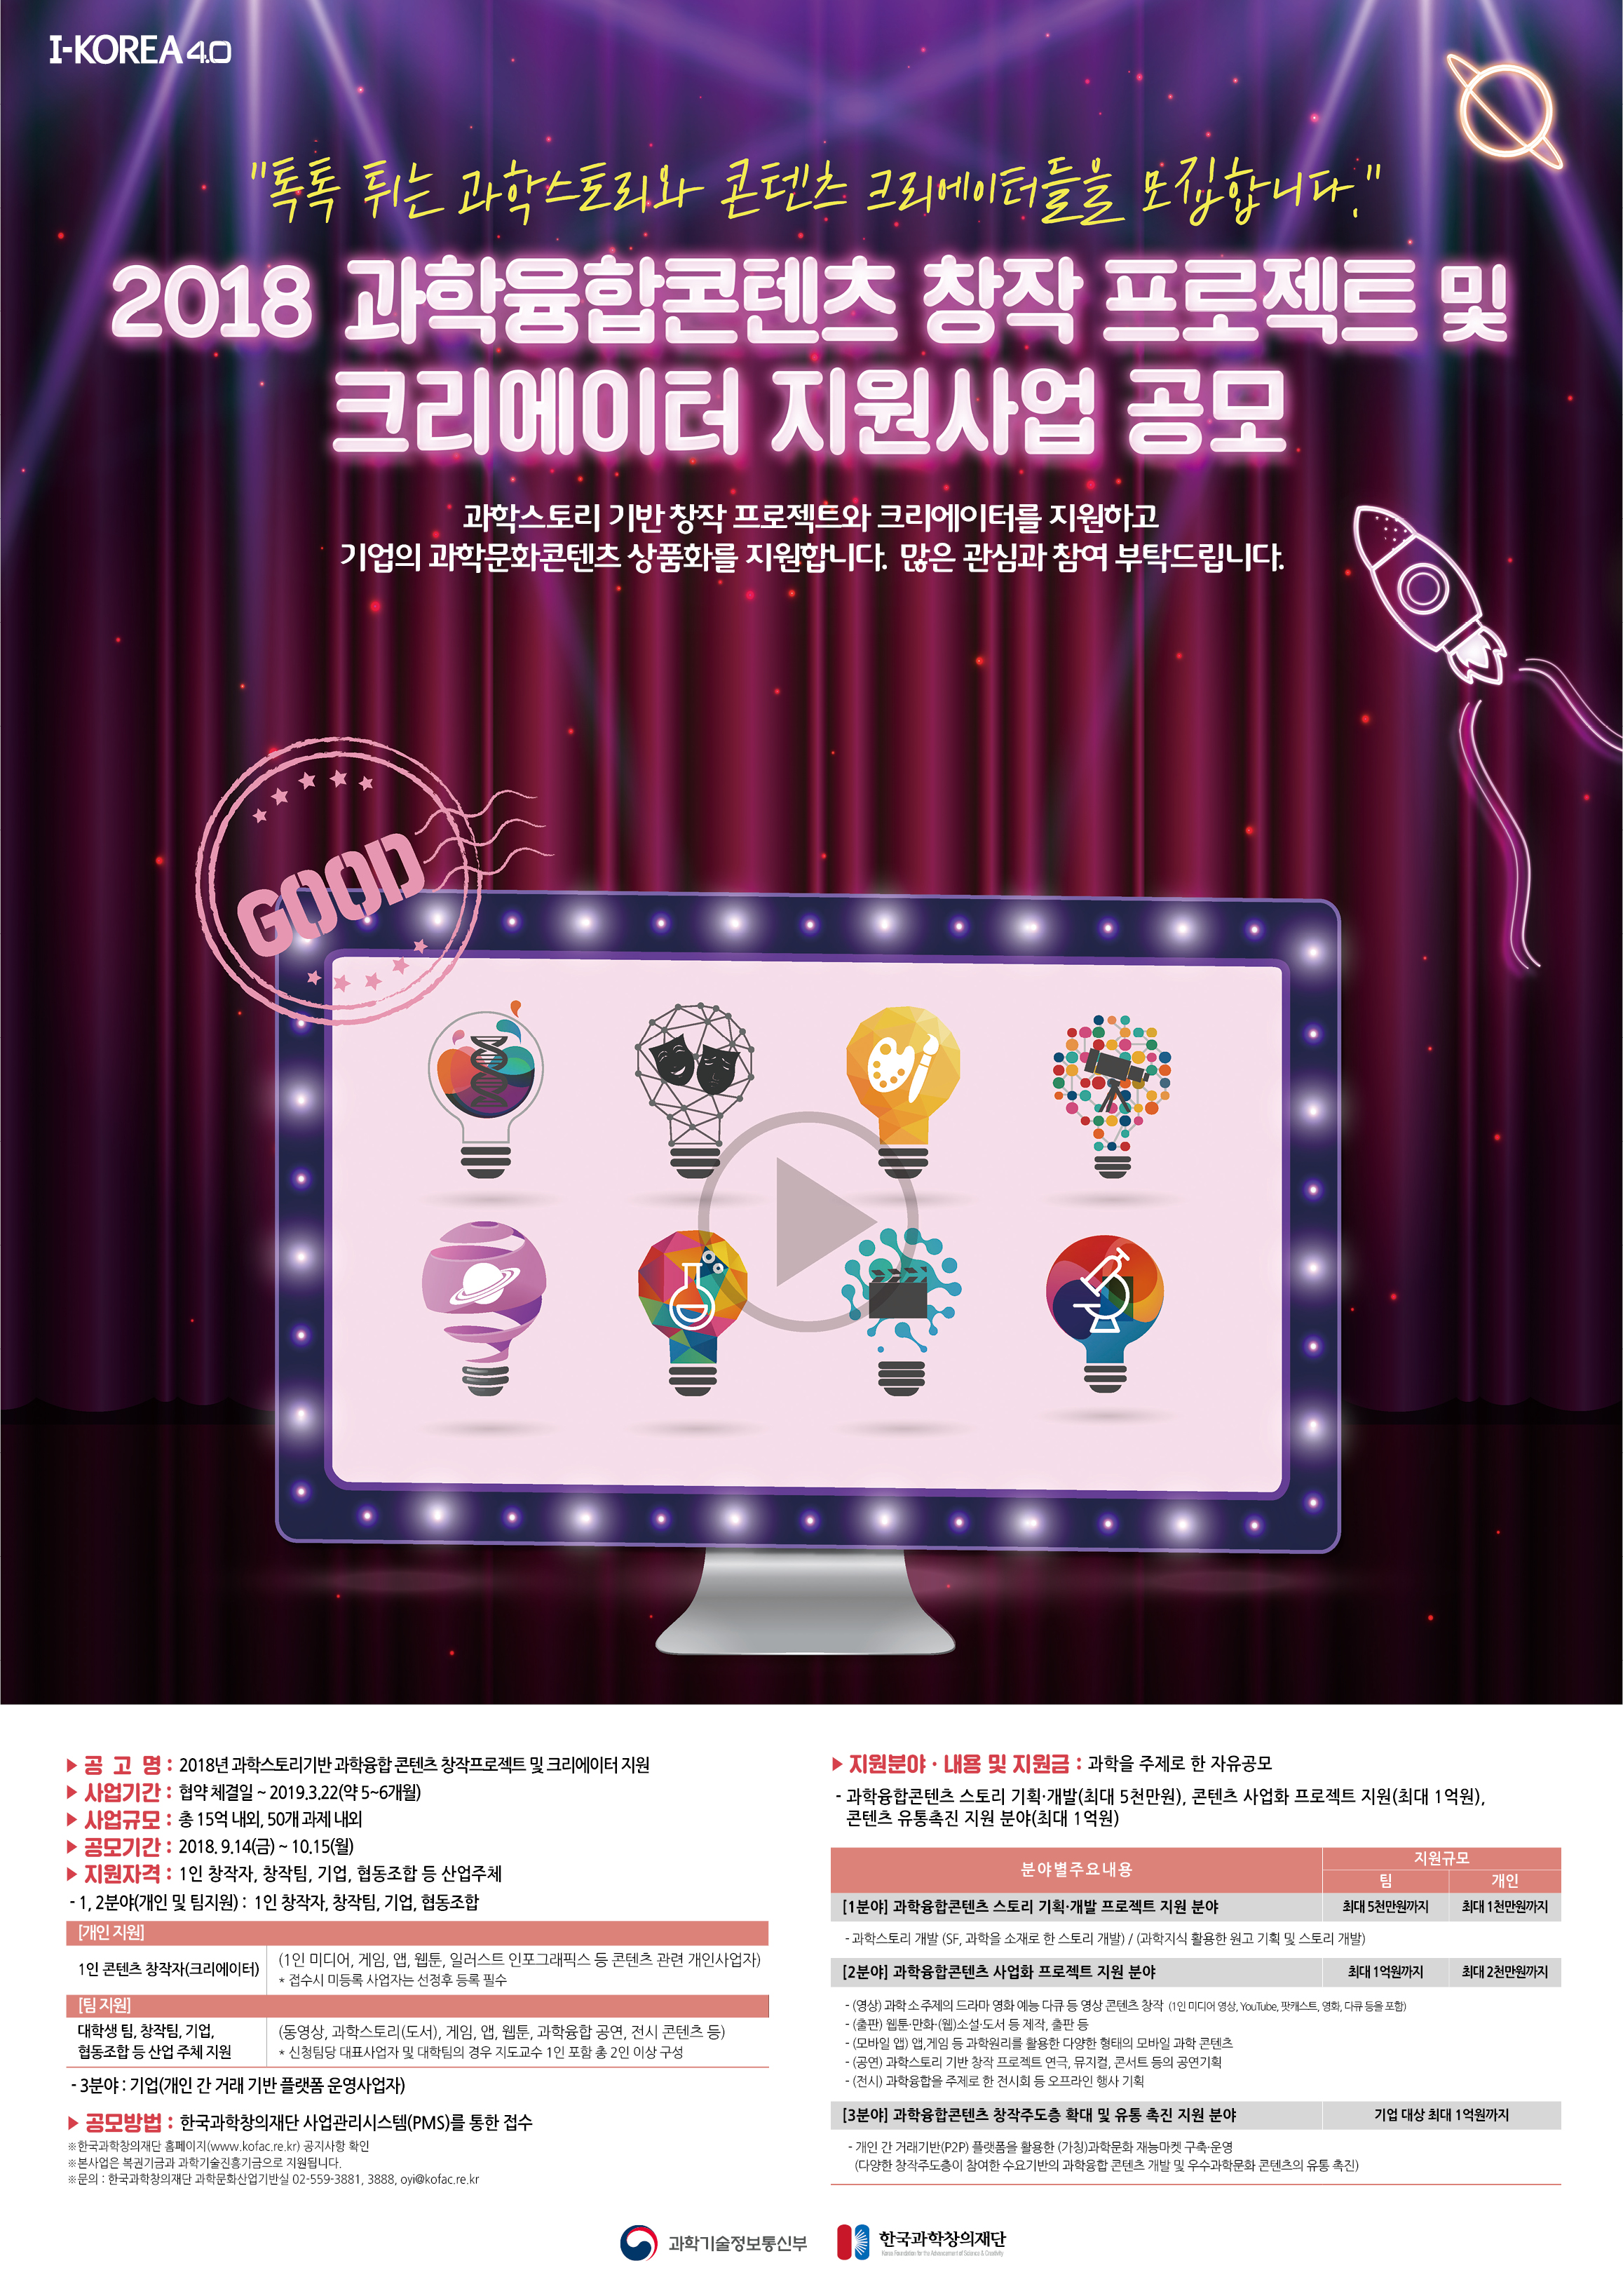 I-KOREA 4.0
"톡톡 튀는 과학스토리와 콘텐츠 크리에이터들을 모집합니다."
2018 과학융합콘텐츠 창작 프로젝트 및
크리에이터 지원사업 공모
과학스토리 기반 창작 프로젝트와 크리에이터를 지원하고
기업의 과학문화콘텐츠 상품화를 지원합니다. 많은 관심과 참여 부탁드립니다.
GOOD
▶ 공 고 명 : 2018년 과학스토리기반 과학융합 콘텐츠 창작프로젝트 및 크리에이터 지원
▶ 사업기간 : 협약 체결일 ~ 2019.3.22(약 5~6개월)
▶ 사업규모 : 총 15억 내외, 50개 과제 내외
▶ 공모기간 : 2018. 9.14(금) ~ 10.15(월)
▶ 지원자격 : 1인 창작자, 창작팀, 기업, 협동조합 등 산업주체
- 1, 2분야(개인 및 팀지원) : 1인 창작자, 창작팀, 기업, 협동조합
[개인 지원]
1인 콘텐츠 창작자(크리에이터)
(1인 미디어, 게임, 앱, 웹툰, 일러스트 인포그래픽스 등 콘텐츠 관련 개인사업자)
* 접수시 미등록 사업자는 선정후 등록 필수
[팀 지원]
대학생 팀, 창작팀, 기업,
협동조합 등 산업 주체 지원
(동영상, 과학스토리(도서), 게임, 앱, 웹툰, 과학융합 공연, 전시 콘텐츠 등)
* 신청팀당 대표사업자 및 대학팀의 경우 지도교수 1인 포함 총 2인 이상 구성
- 3분야 : 기업(개인 간 거래 기반 플랫폼 운영사업자)
▶ 공모방법 : 한국과학창의재단 사업관리시스템(PMS)를 통한 접수
※한국과학창의재단 홈페이지(www.kofac.re.kr) 공지사항 확인
※본사업은 복권기금과 과학기술진흥기금으로 지원됩니다.
※문의 : 한국과학창의재단 과학문화산업기반실 02-559-3881, 3888, oyi@kofac.re.kr
▶ 지원분야 · 내용 및 지원금 : 과학을 주제로 한 자유공모
- 과학융합콘텐츠 스토리 기획·개발(최대 5천만원), 콘텐츠 사업화 프로젝트 지원(최대 1억원),
콘텐츠 유통촉진 지원 분야(최대 1억원)
분야별주요내용
지원규모
팀 개인
[1분야] 과학융합콘텐츠 스토리 기획·개발 프로젝트 지원 분야 최대 5천만원까지 최대 1천만원까지
- 과학스토리 개발 (SF, 과학을 소재로 한 스토리 개발) / (과학지식 활용한 원고 기획 및 스토리 개발)
[2분야] 과학융합콘텐츠 사업화 프로젝트 지원 분야 최대 1억원까지 최대 2천만원까지
- (영상) 과학 소 주제의 드라마 영화 예능 다큐 등 영상 콘텐츠 창작 (1인 미디어 영상, YouTube, 팟캐스트, 영화, 다큐 등을 포함)
- (출판) 웹툰·만화·(웹)소설·도서 등 제작, 출판 등
- (모바일 앱) 앱,게임 등 과학원리를 활용한 다양한 형태의 모바일 과학 콘텐츠
- (공연) 과학스토리 기반 창작 프로젝트 연극, 뮤지컬, 콘서트 등의 공연기획
- (전시) 과학융합을 주제로 한 전시회 등 오프라인 행사 기획
[3분야] 과학융합콘텐츠 창작주도층 확대 및 유통 촉진 지원 분야 기업 대상 최대 1억원까지
- 개인 간 거래기반(P2P) 플랫폼을 활용한 (가칭)과학문화 재능마켓 구축·운영
(다양한 창작주도층이 참여한 수요기반의 과학융합 콘텐츠 개발 및 우수과학문화 콘텐츠의 유통 촉진)
과학기술정보통신부
한국과학창의재단
Korea Foundation for the Advancement of Science & Creativity